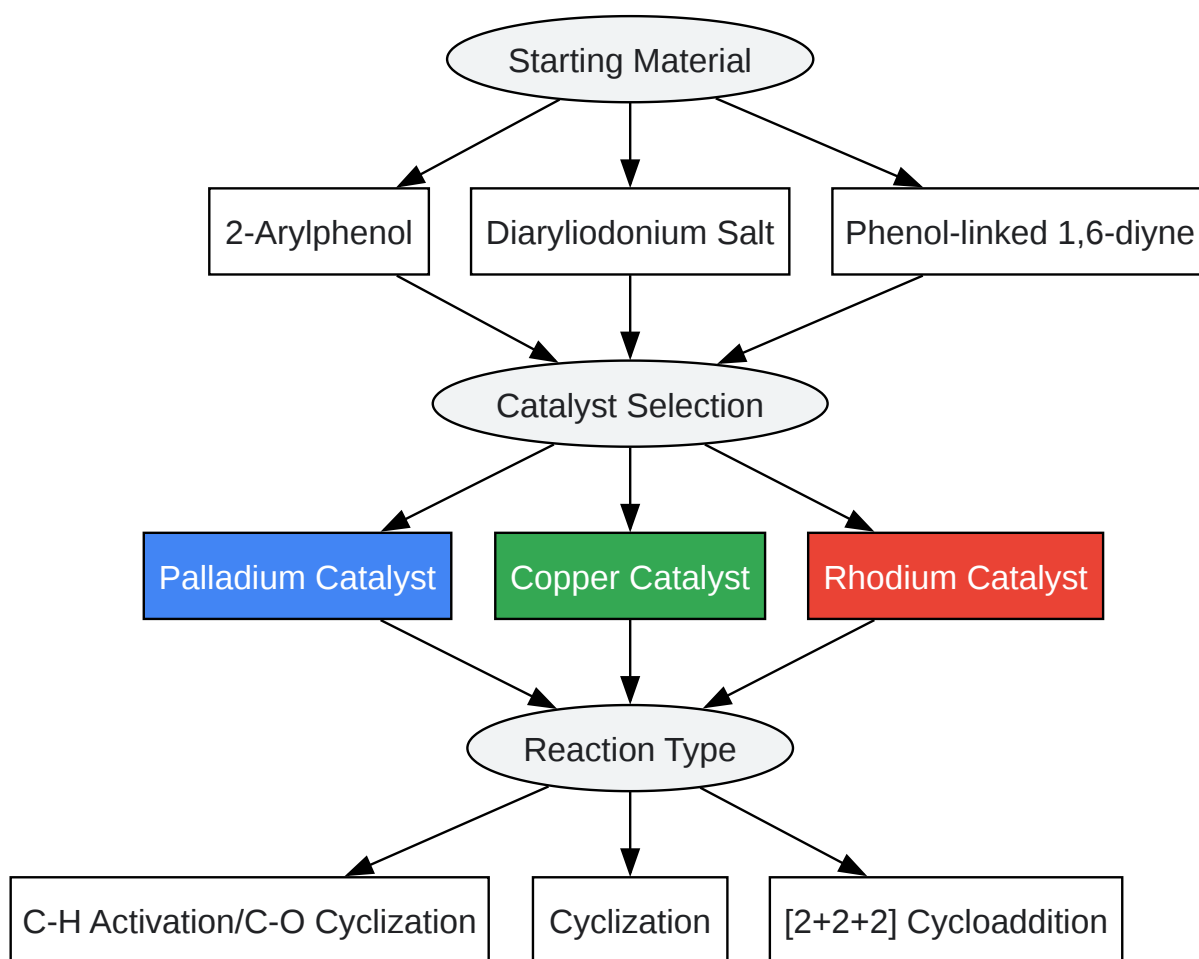 Starting Material
2-Arylphenol
Diaryliodonium Salt
Phenol-linked 1,6-diyne
Catalyst Selection
Palladium Catalyst
Copper Catalyst
Rhodium Catalyst
Reaction Type
C-H Activation/C-O Cyclization
Cyclization
[2+2+2] Cycloaddition